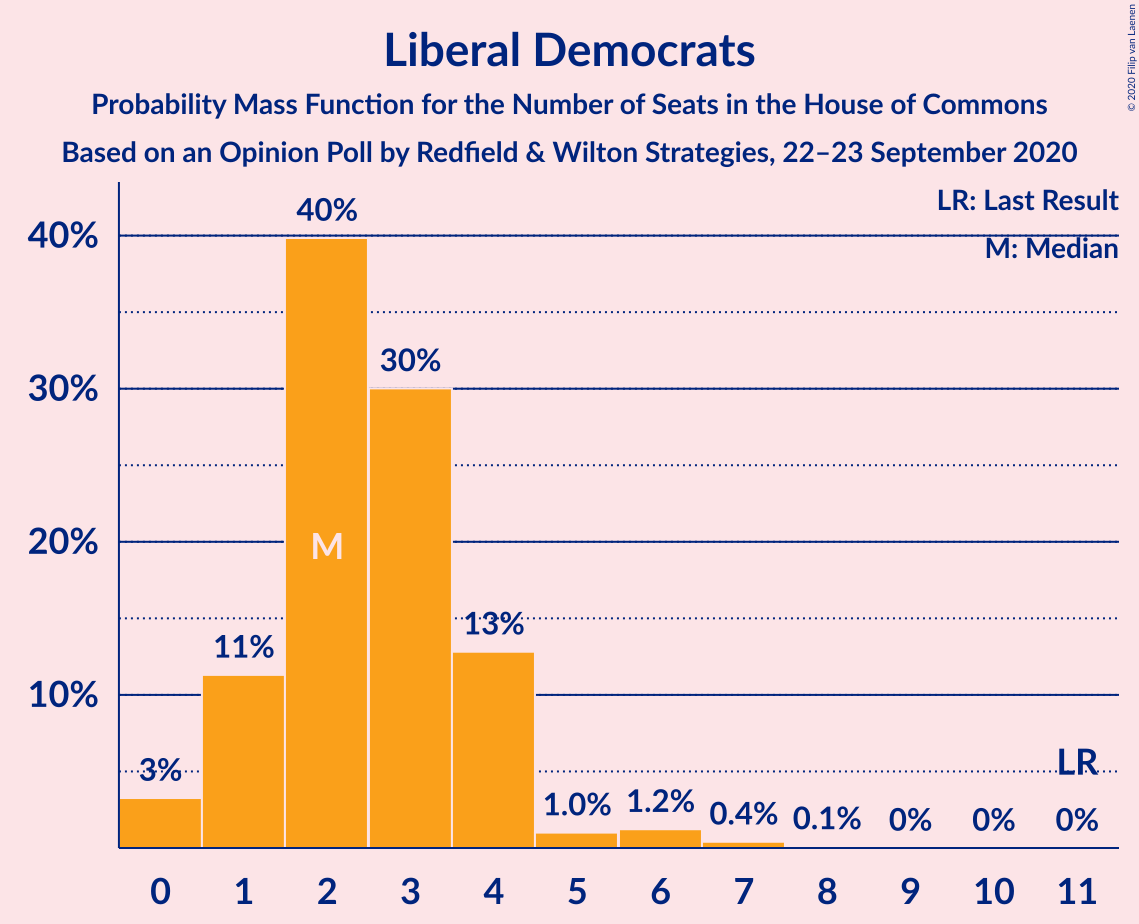 Liberal Democrats
Probability Mass Function for the Number of Seats in the House of Commons
Based on an Opinion Poll by Redfield & Wilton Strategies, 22–23 September 2020
© 2020 Filip van Laenen
LR: Last Result
M: Median
40%
30%
20%
10%
3%
11%
40%
M
30%
13%
1.0%
1.2%
0.4%
0.1%
0%
0%
LR
0%
0 1 2 3 4 5 6 7 8 9 10 11